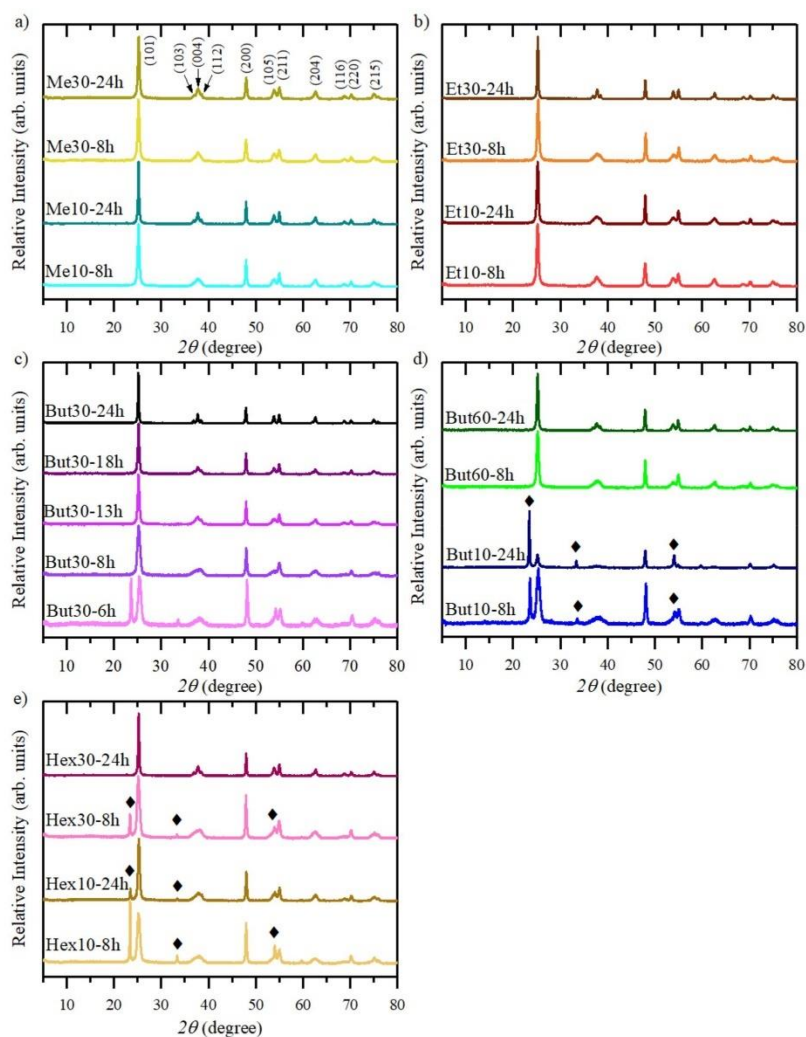 a)
(101)
(103)
(004)
(112)
(200)
(105)
(211)
(204)
(116)
(220)
(215)
Me30-24h
Me30-8h
Me10-24h
Me10-8h
Relative Intensity (arb. units)
10 20 30 40 50 60 70 80
2θ (degree)
b)
Et30-24h
Et30-8h
Et10-24h
Et10-8h
Relative Intensity (arb. units)
10 20 30 40 50 60 70 80
2θ (degree)
c)
But30-24h
But30-18h
But30-13h
But30-8h
But30-6h
Relative Intensity (arb. units)
10 20 30 40 50 60 70 80
2θ (degree)
d)
But60-24h
But60-8h
But10-24h
But10-8h
Relative Intensity (arb. units)
10 20 30 40 50 60 70 80
2θ (degree)
e)
Hex30-24h
Hex30-8h
Hex10-24h
Hex10-8h
Relative Intensity (arb. units)
10 20 30 40 50 60 70 80
2θ (degree)